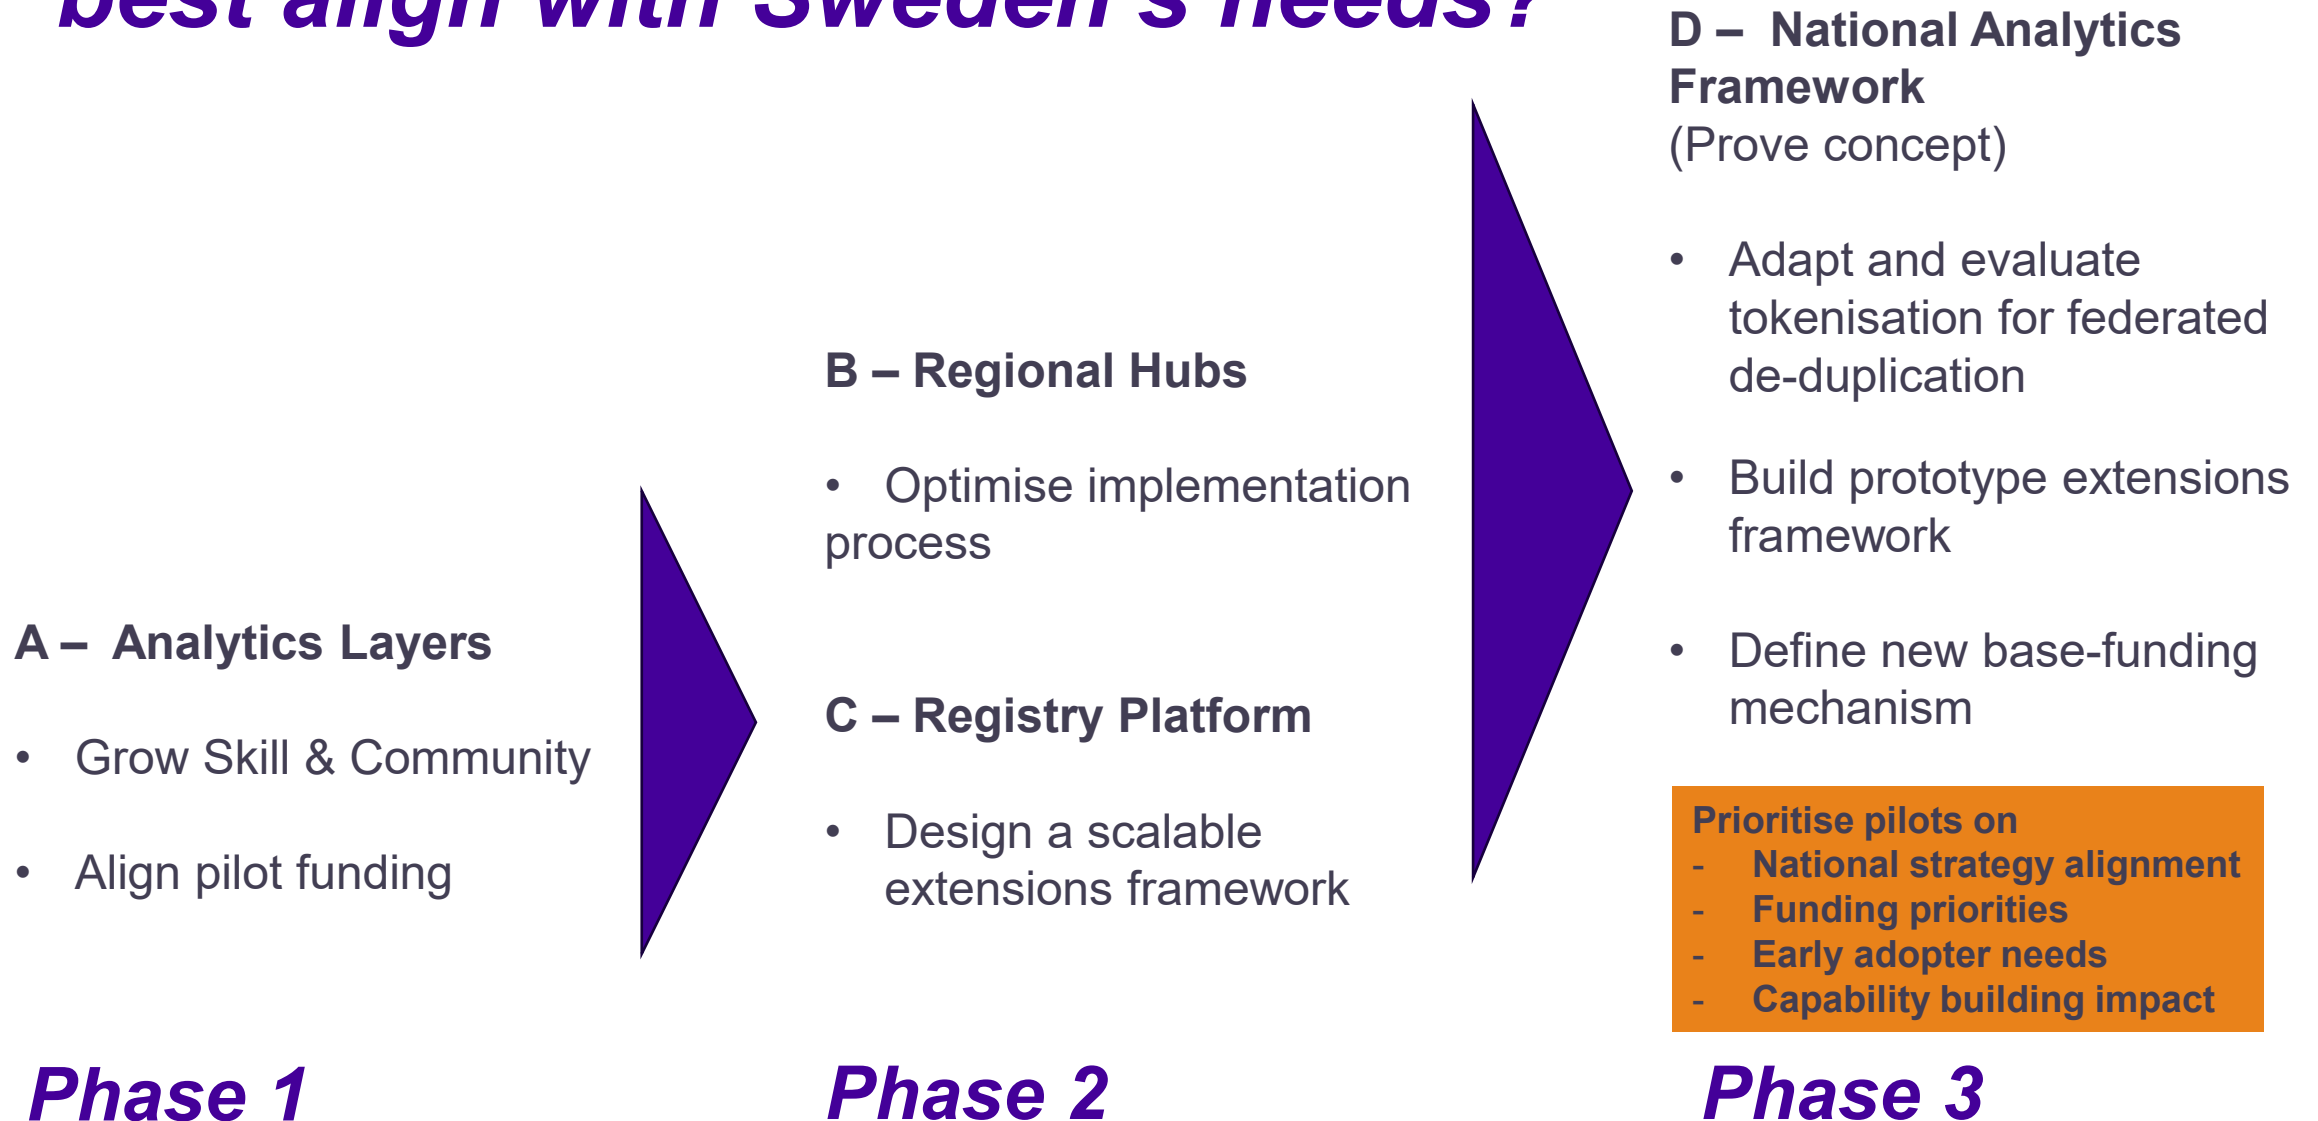 best align with Sweden's needs?
A – Analytics Layers
• Grow Skill & Community
• Align pilot funding
Phase 1
B – Regional Hubs
• Optimise implementation
process
C – Registry Platform
• Design a scalable
extensions framework
Phase 2
D – National Analytics
Framework
(Prove concept)
• Adapt and evaluate
tokenisation for federated
de-duplication
• Build prototype extensions
framework
• Define new base-funding
mechanism
Prioritise pilots on
- National strategy alignment
- Funding priorities
- Early adopter needs
- Capability building impact
Phase 3